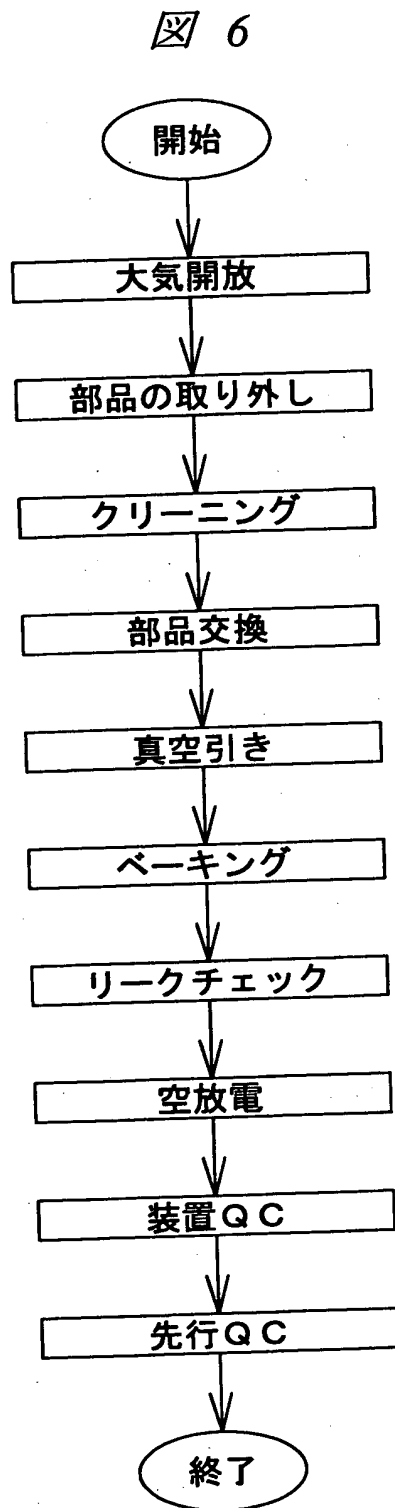 図 6
開始
大気開放
部品の取り外し
クリーニング
部品交換
真空引き
ベーキング
リークチェック
空放電
装置QC
先行QC
終了